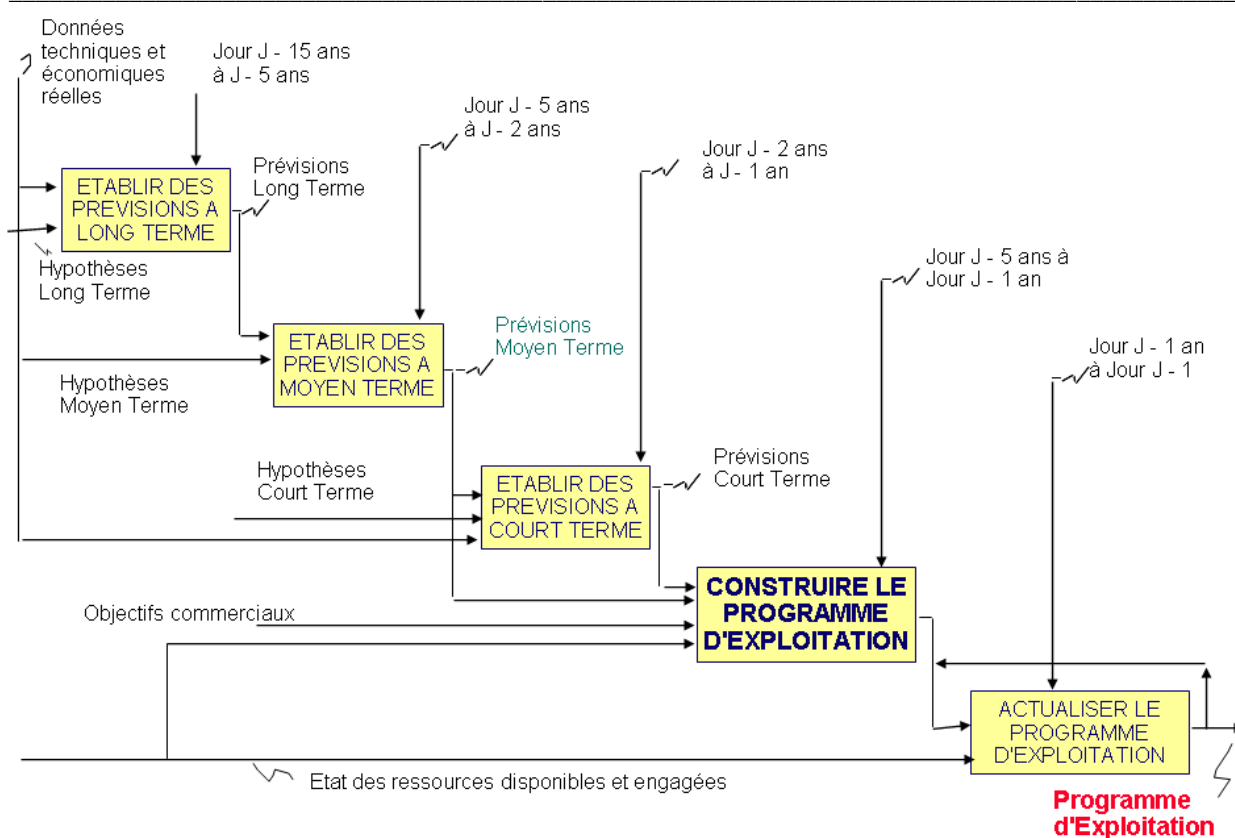 Données
techniques et
économiques
réelles
Jour J - 15 ans
à J - 5 ans
Jour J - 5 ans
à J - 2 ans
Jour J - 2 ans
à J - 1 an
Prévisions
Long Terme
ETABLIR DES
PREVISIONS A
LONG TERME
Hypothèses
Long Terme
Jour J - 5 ans à
Jour J - 1 an
ETABLIR DES
PREVISIONS A
MOYEN TERME
Prévisions
Moyen Terme
Jour J - 1 an
à Jour J - 1
Hypothèses
Moyen Terme
Hypothèses
Court Terme
ETABLIR DES
PREVISIONS A
COURT TERME
Prévisions
Court Terme
CONSTRUIRE LE
PROGRAMME
D'EXPLOITATION
Objectifs commerciaux
ACTUALISER LE
PROGRAMME
D'EXPLOITATION
Etat des ressources disponibles et engagées
Programme
d'Exploitation